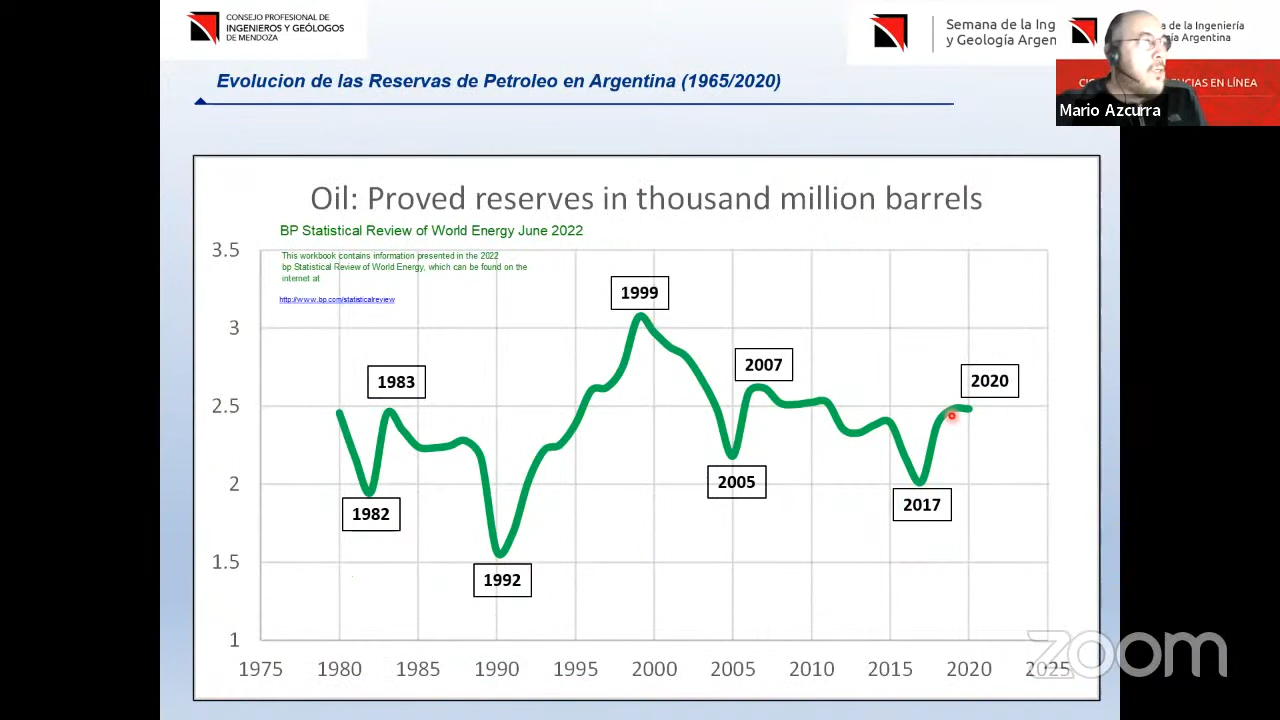 CONSEJO PROFESIONAL DE
INGENIEROS Y GEÓLOGOS
DE MENDOZA
Semana de la Ing
y Geología Argen
a de la Ingeniería
gía Argentina
CIC
ENCIAS EN LÍNEA
Mario Azcurra
Evolucion de las Reservas de Petroleo en Argentina (1965/2020)
Oil: Proved reserves in thousand million barrels
BP Statistical Review of World Energy June 2022
This workbook contains information presented in the 2022
bp Statistical Review of World Energy, which can be found on the
internet at
http://www.bp.com/statisticalreview
3.5
3
2.5
2
1.5
1
1999
1983
2007
2020
1982
2005
2017
1992
1975 1980 1985 1990 1995 2000 2005 2010 2015 2020 2025
zoom